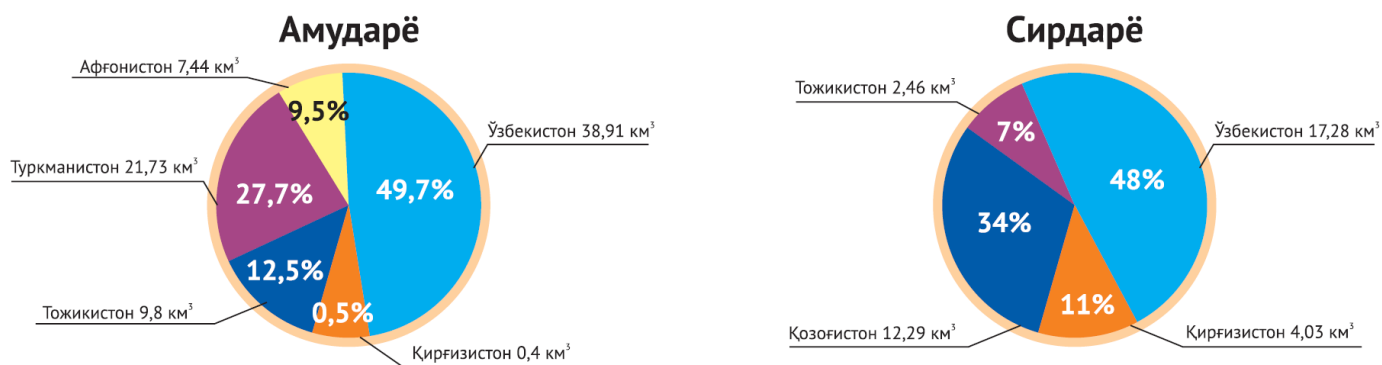 Амударё
Афғонистон 7,44 км³
9,5%
Ўзбекистон 38,91 км³
49,7%
Туркманистон 21,73 км³
27,7%
12,5%
Тожикистон 9,8 км³
0,5%
Қирғизистон 0,4 км³
Сирдарё
Тожикистон 2,46 км³
7%
Ўзбекистон 17,28 км³
48%
34%
11%
Қозоғистон 12,29 км³
Қирғизистон 4,03 км³